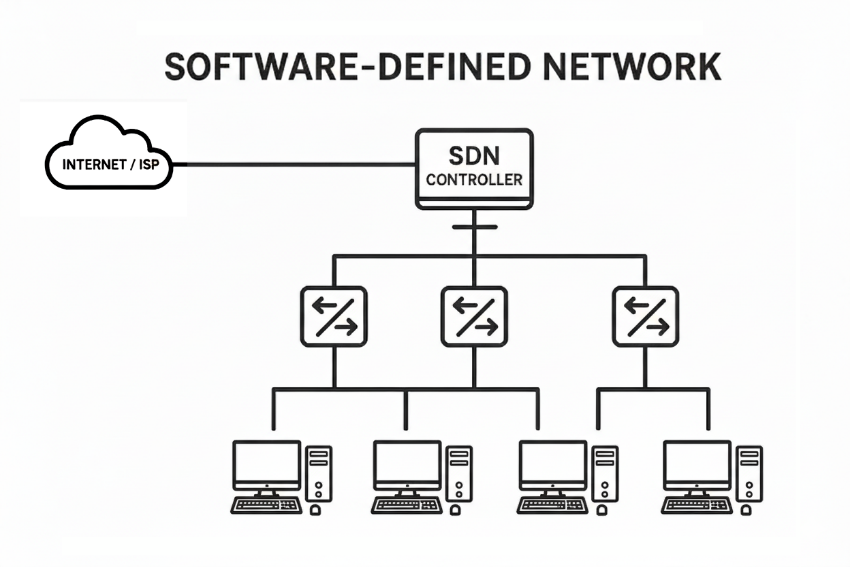 SOFTWARE-DEFINED NETWORK
INTERNET / ISP
SDN
CONTROLLER